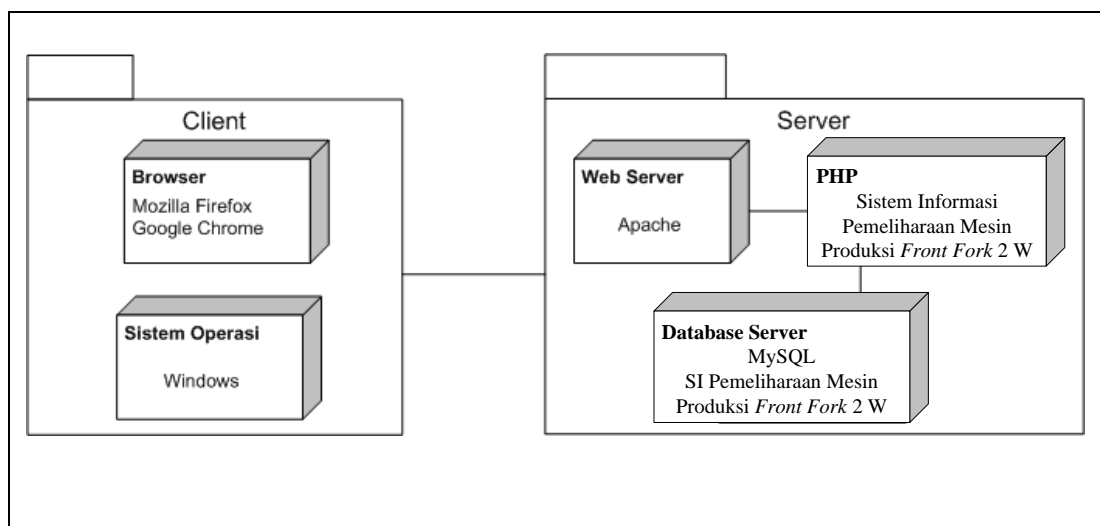 Client
Browser
Mozilla Firefox
Google Chrome
Sistem Operasi
Windows
Server
Web Server
Apache
PHP
Sistem Informasi
Pemeliharaan Mesin
Produksi Front Fork 2 W
Database Server
MySQL
SI Pemeliharaan Mesin
Produksi Front Fork 2 W